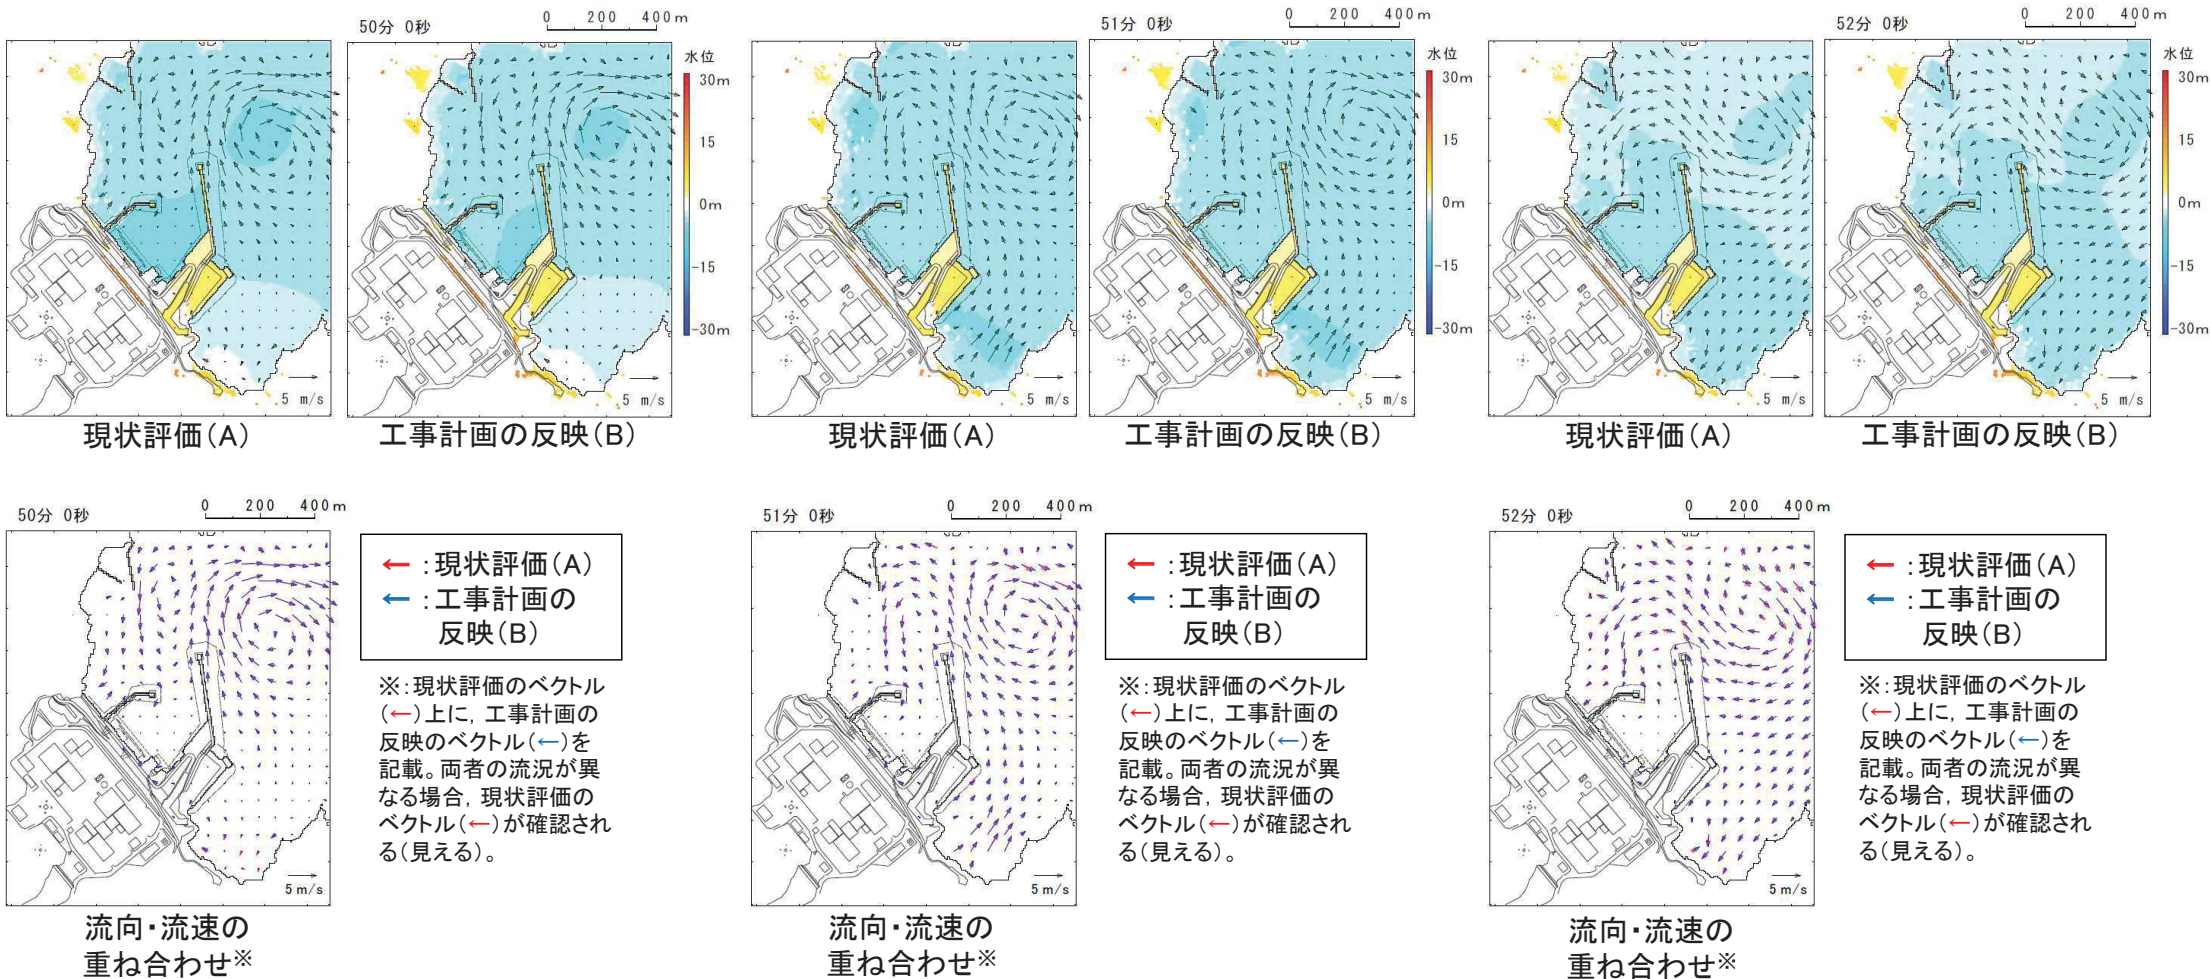 50分 0秒
0 200 400m
水位
30m
15
0m
-15
-30m
5 m/s
5 m/s
現状評価(A)
工事計画の反映(B)
51分 0秒
0 200 400m
水位
30m
15
0m
-15
-30m
5 m/s
5 m/s
現状評価(A)
工事計画の反映(B)
52分 0秒
0 200 400m
水位
30m
15
0m
-15
-30m
5 m/s
5 m/s
現状評価(A)
工事計画の反映(B)
50分 0秒
0 200 400m
5 m/s
←:現状評価(A)
←:工事計画の
反映(B)
※:現状評価のベクトル
(←)上に,工事計画の
反映のベクトル(←)を
記載。両者の流況が異
なる場合,現状評価の
ベクトル(←)が確認され
る(見える)。
流向・流速の
重ね合わせ※
51分 0秒
0 200 400m
5 m/s
←:現状評価(A)
←:工事計画の
反映(B)
※:現状評価のベクトル
(←)上に,工事計画の
反映のベクトル(←)を
記載。両者の流況が異
なる場合,現状評価の
ベクトル(←)が確認され
る(見える)。
流向・流速の
重ね合わせ※
52分 0秒
0 200 400m
5 m/s
←:現状評価(A)
←:工事計画の
反映(B)
※:現状評価のベクトル
(←)上に,工事計画の
反映のベクトル(←)を
記載。両者の流況が異
なる場合,現状評価の
ベクトル(←)が確認され
る(見える)。
流向・流速の
重ね合わせ※